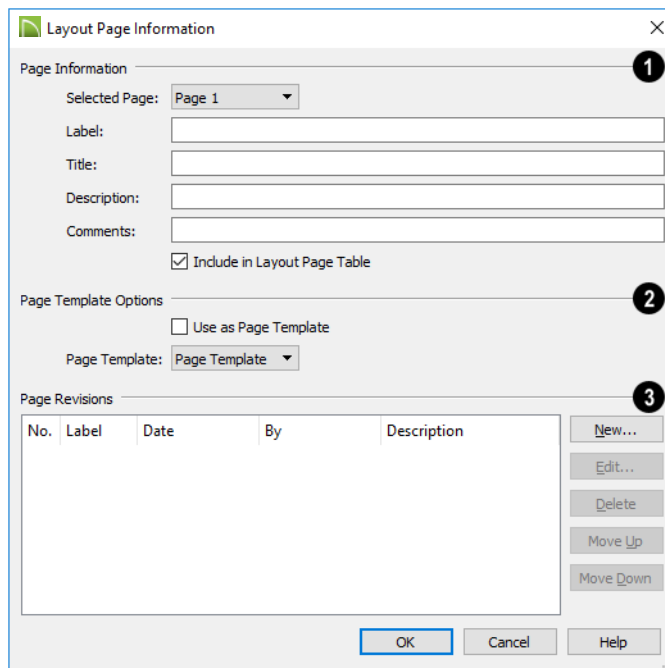 Layout Page Information
Page Information 1
Selected Page: Page 1
Label:
Title:
Description:
Comments:
Include in Layout Page Table
Page Template Options 2
Use as Page Template
Page Template: Page Template
Page Revisions 3
No. Label Date By Description
New...
Edit...
Delete
Move Up
Move Down
OK Cancel Help